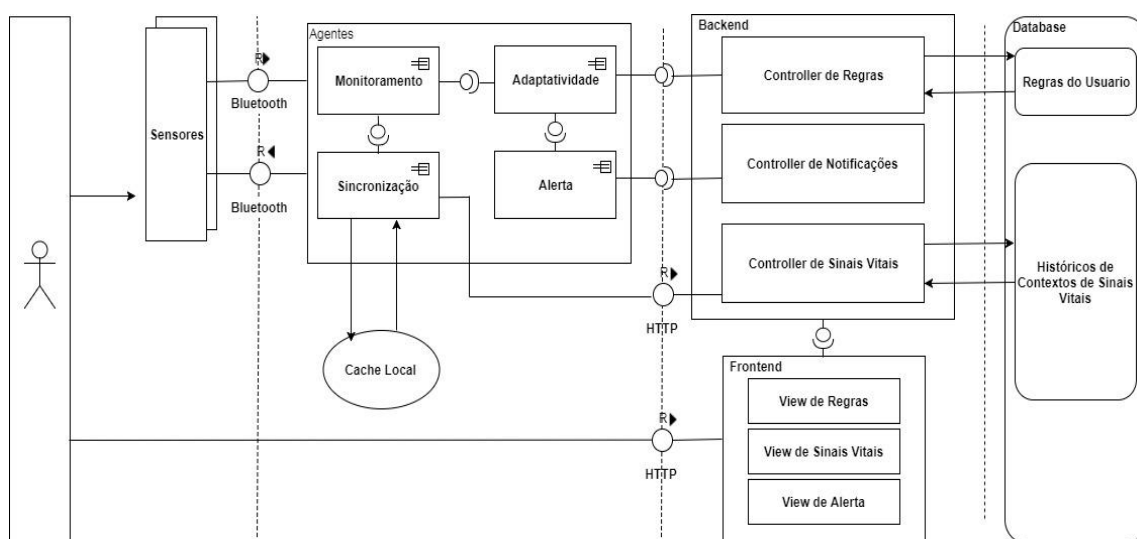 Agentes
Backend
Database
R
Monitoramento
Adaptatividade
Controller de Regras
Regras do Usuario
Bluetooth
Sensores
R
Sincronização
Alerta
Controller de Notificações
Bluetooth
Controller de Sinais Vitais
R
HTTP
Históricos de
Contextos de Sinais
Vitais
Cache Local
Frontend
View de Regras
R
HTTP
View de Sinais Vitais
View de Alerta